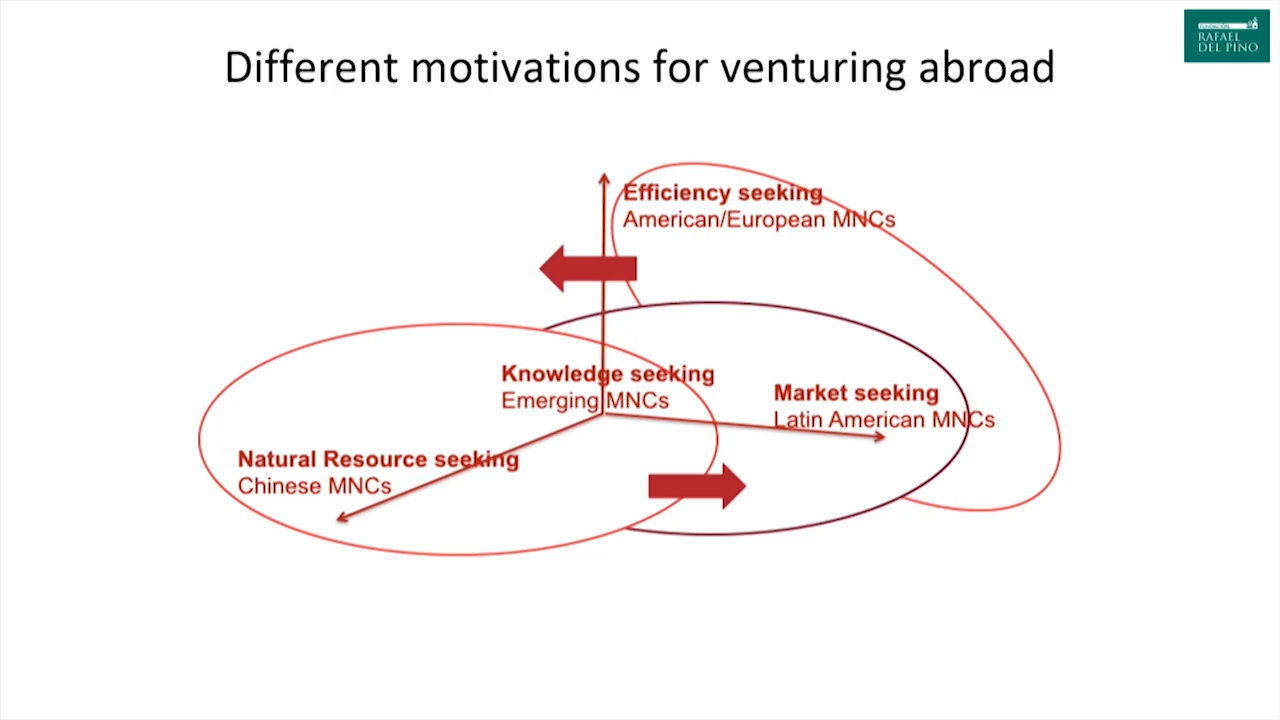 FUNDACIÓN
RAFAEL
DEL PINO
Different motivations for venturing abroad
Efficiency seeking
American/European MNCs
Knowledge seeking
Emerging MNCs
Market seeking
Latin American MNCs
Natural Resource seeking
Chinese MNCs